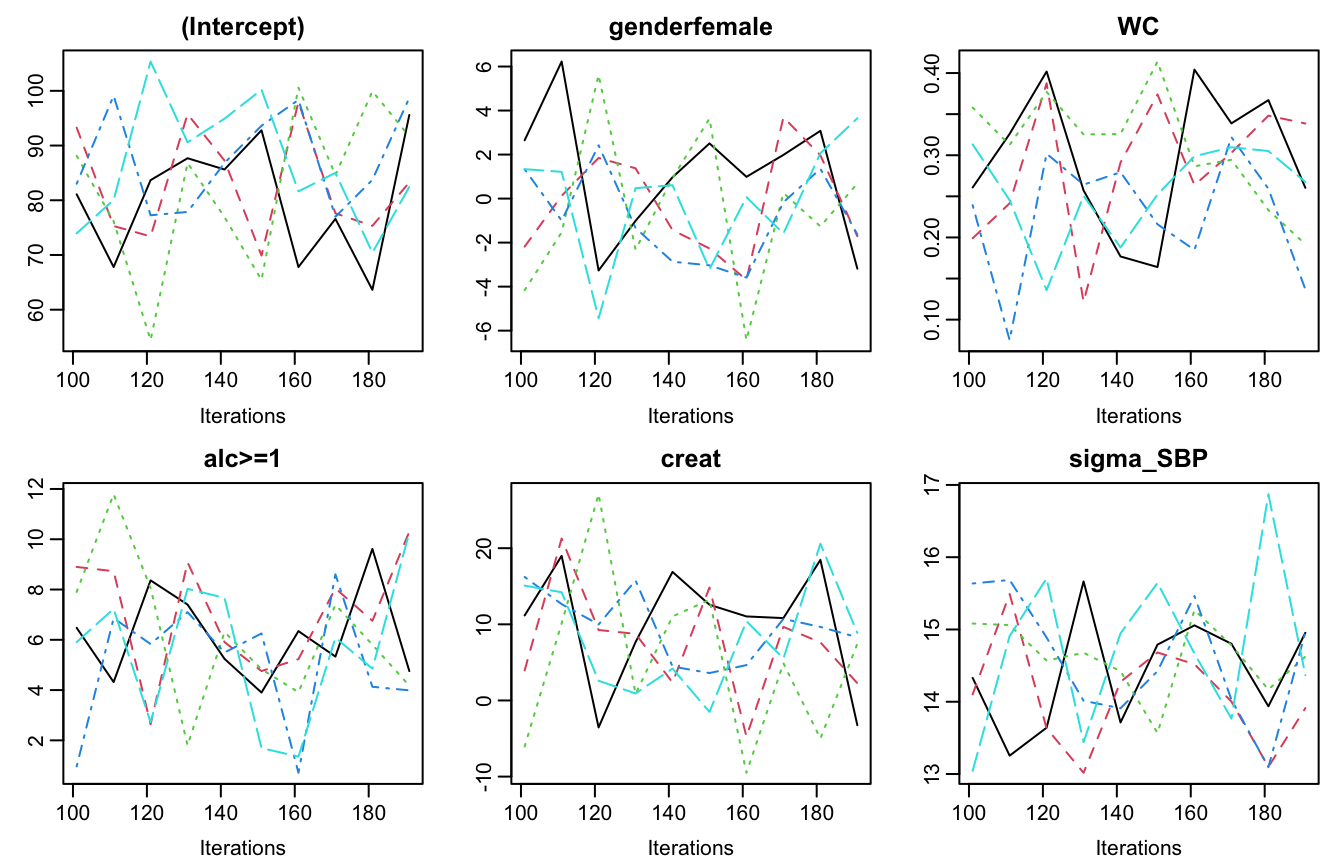 (Intercept)
60 70 80 90 100
100 120 140 160 180
Iterations
genderfemale
-6 -4 -2 0 2 4 6
100 120 140 160 180
Iterations
WC
0.10 0.20 0.30 0.40
100 120 140 160 180
Iterations
alc>=1
2 4 6 8 10 12
100 120 140 160 180
Iterations
creat
-10 0 10 20
100 120 140 160 180
Iterations
sigma_SBP
13 14 15 16 17
100 120 140 160 180
Iterations